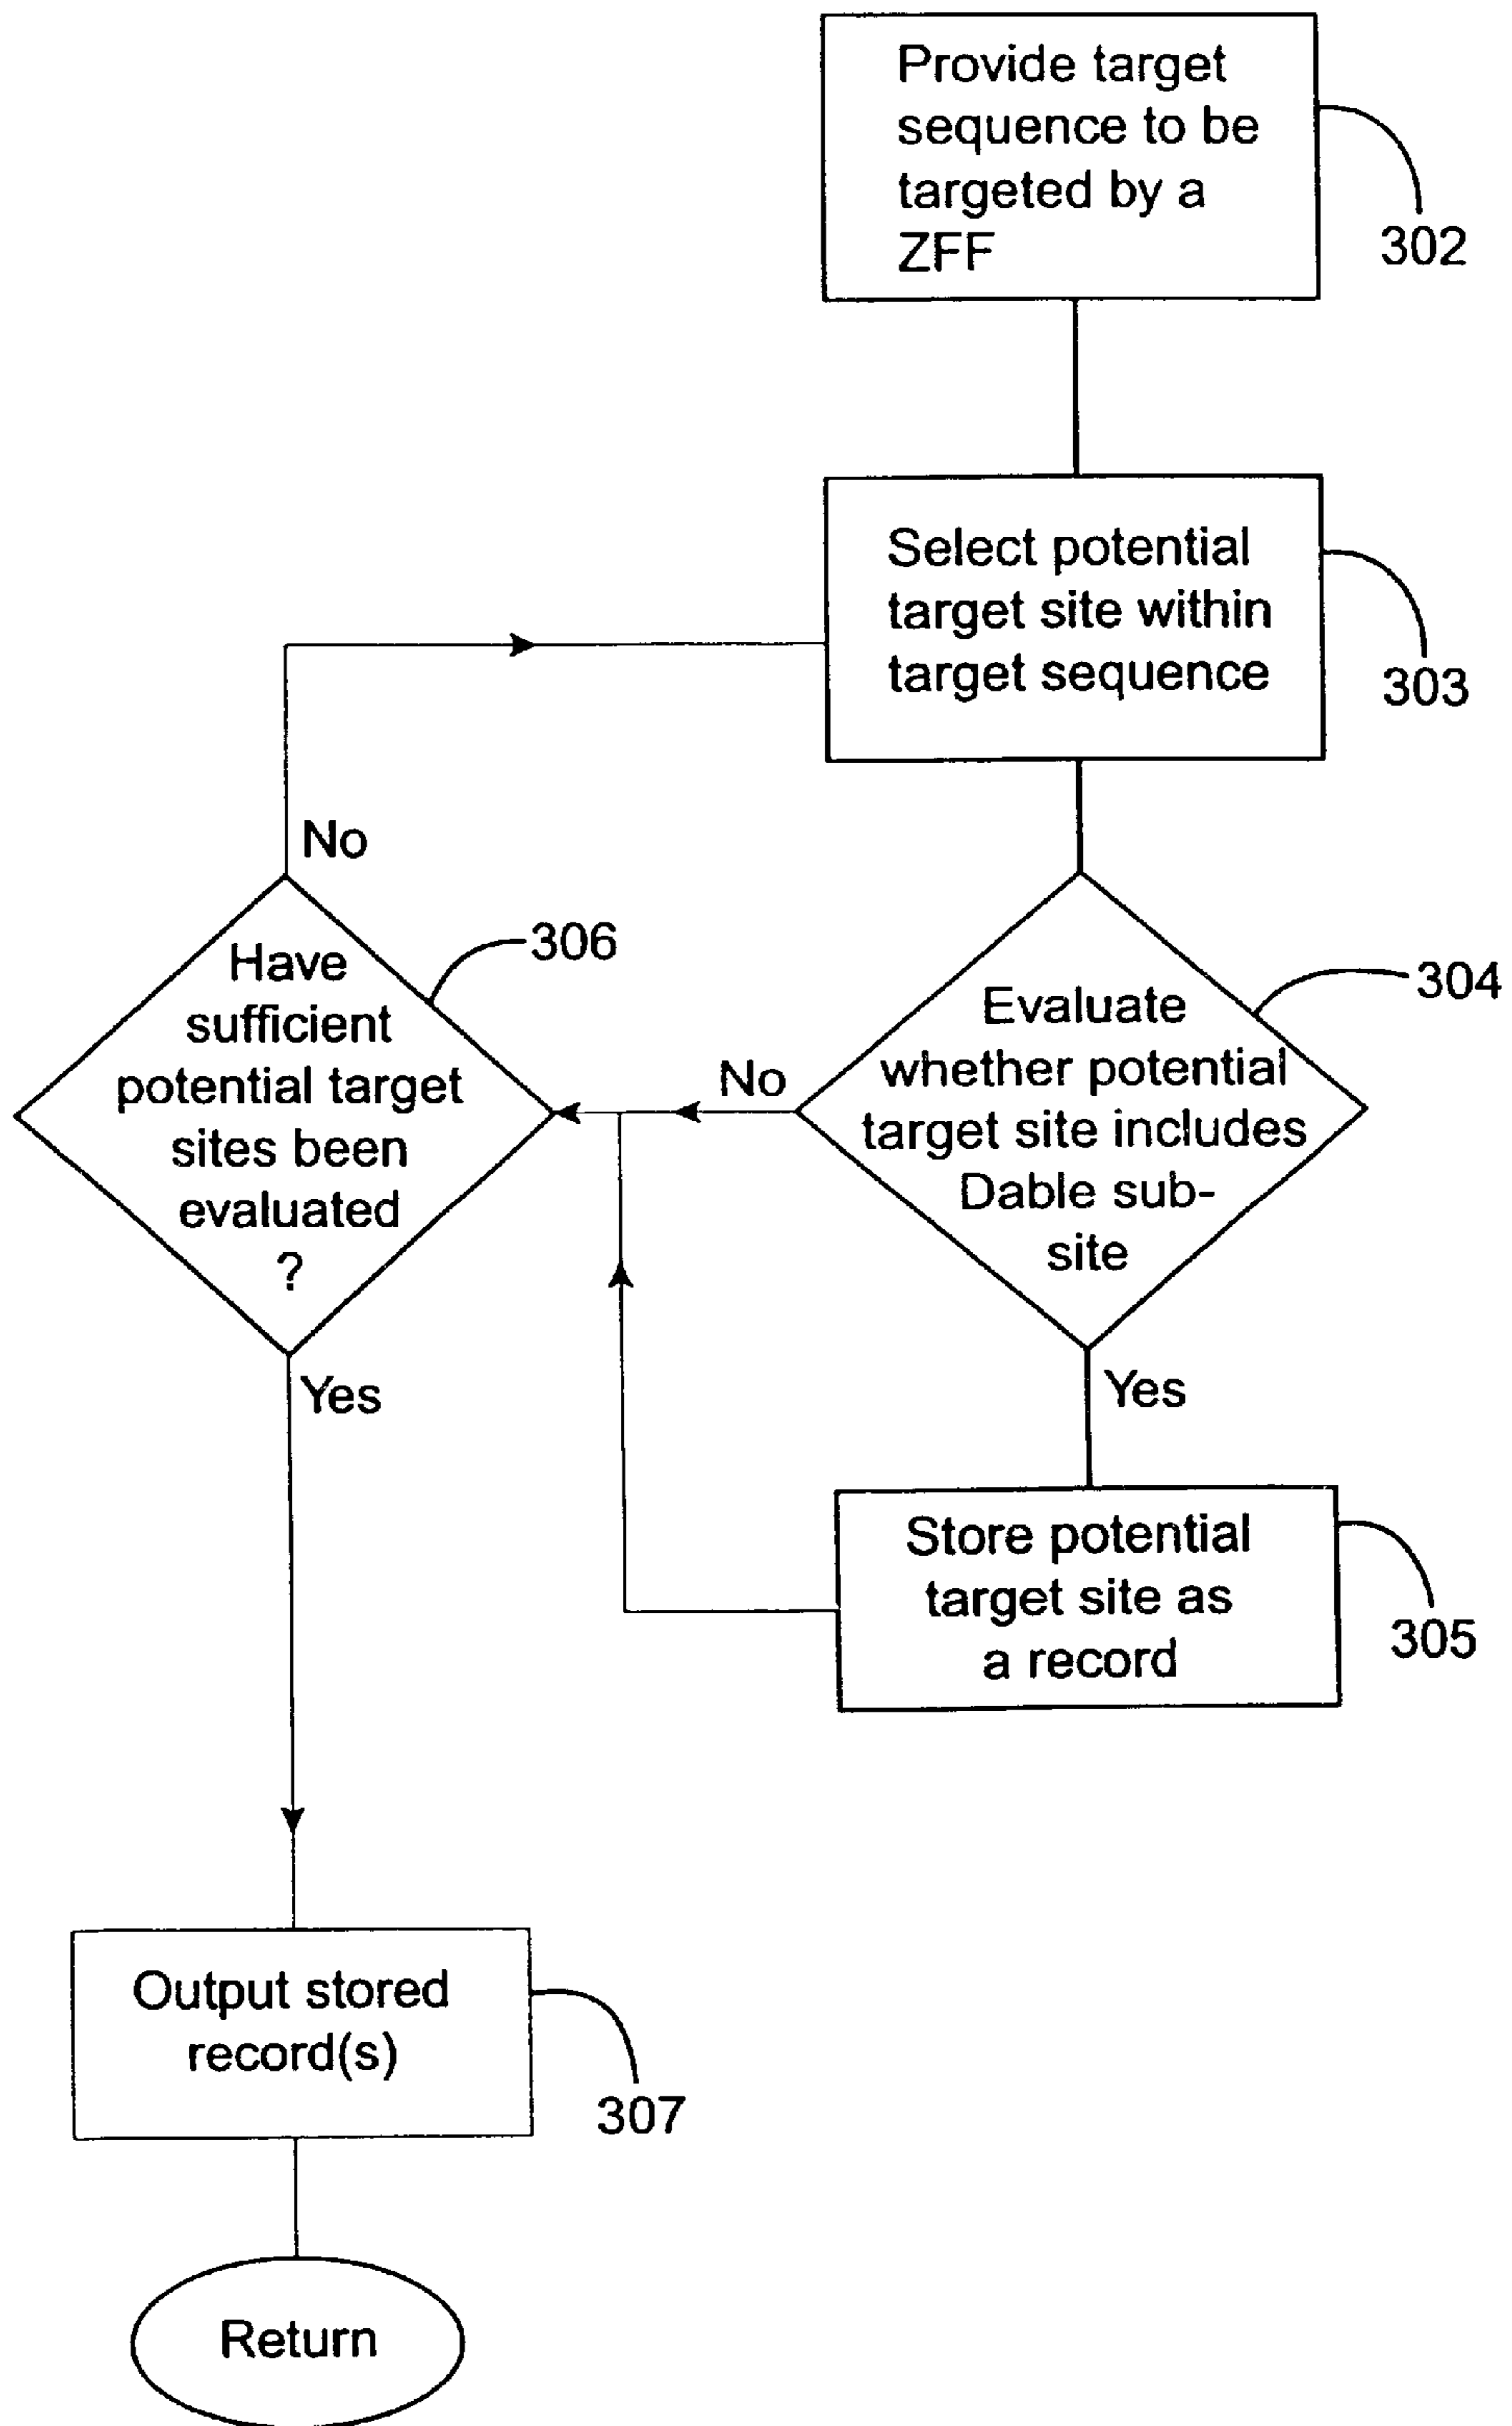 Provide target
sequence to be
targeted by a
ZFF
302
Select potential
target site within
target sequence
303
No
Have
sufficient
potential target
sites been
evaluated
?
306
Yes
No
Evaluate
whether potential
target site includes
Dable sub-
site
304
Yes
Store potential
target site as
a record
305
Output stored
record(s)
307
Return